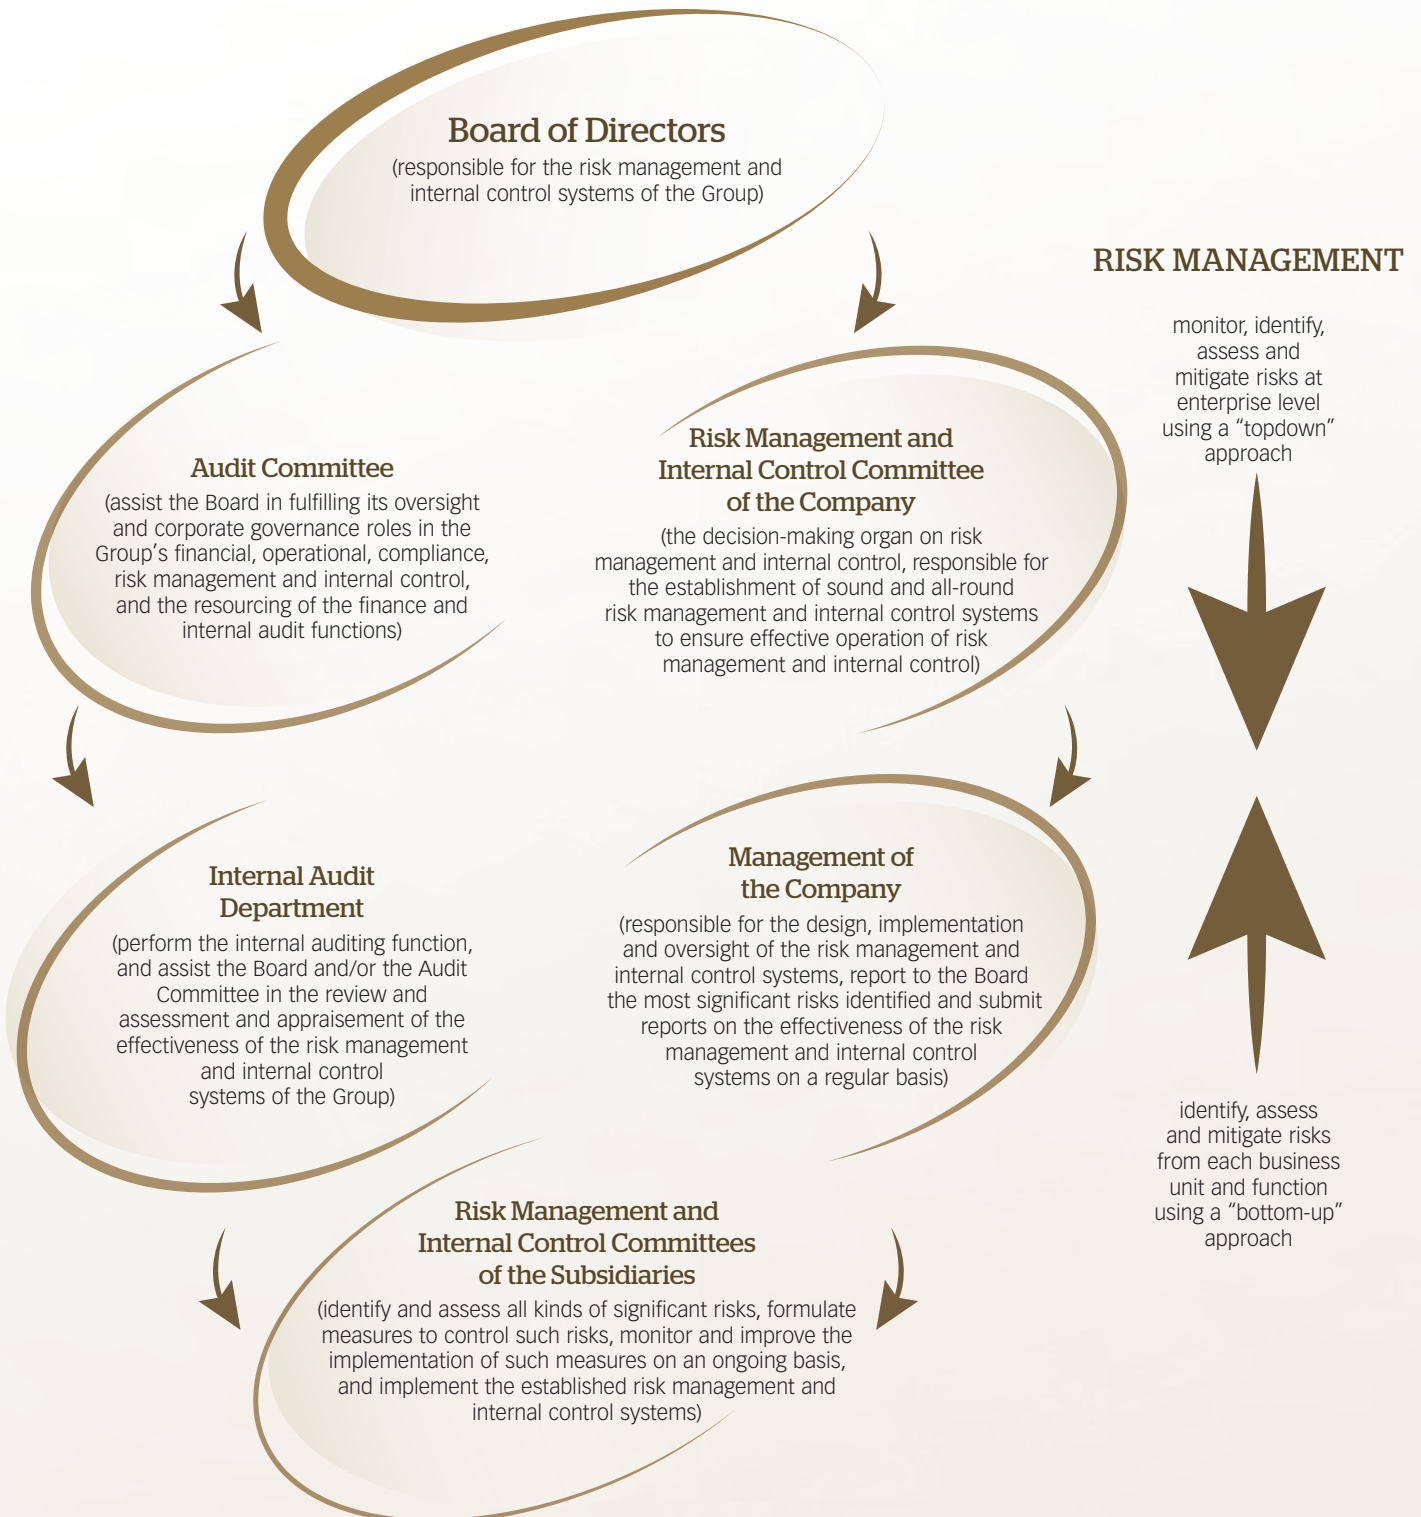 Board of Directors
(responsible for the risk management and
internal control systems of the Group)
RISK MANAGEMENT
monitor, identify,
assess and
mitigate risks at
enterprise level
using a “topdown”
approach
Audit Committee
(assist the Board in fulfilling its oversight
and corporate governance roles in the
Group’s financial, operational, compliance,
risk management and internal control,
and the resourcing of the finance and
internal audit functions)
Risk Management and
Internal Control Committee
of the Company
(the decision-making organ on risk
management and internal control, responsible for
the establishment of sound and all-round
risk management and internal control systems
to ensure effective operation of risk
management and internal control)
Internal Audit
Department
(perform the internal auditing function,
and assist the Board and/or the Audit
Committee in the review and
assessment and appraisement of the
effectiveness of the risk management
and internal control
systems of the Group)
Management of
the Company
(responsible for the design, implementation
and oversight of the risk management and
internal control systems, report to the Board
the most significant risks identified and submit
reports on the effectiveness of the risk
management and internal control
systems on a regular basis)
identify, assess
and mitigate risks
from each business
unit and function
using a “bottom-up”
approach
Risk Management and
Internal Control Committees
of the Subsidiaries
(identify and assess all kinds of significant risks, formulate
measures to control such risks, monitor and improve the
implementation of such measures on an ongoing basis,
and implement the established risk management and
internal control systems)